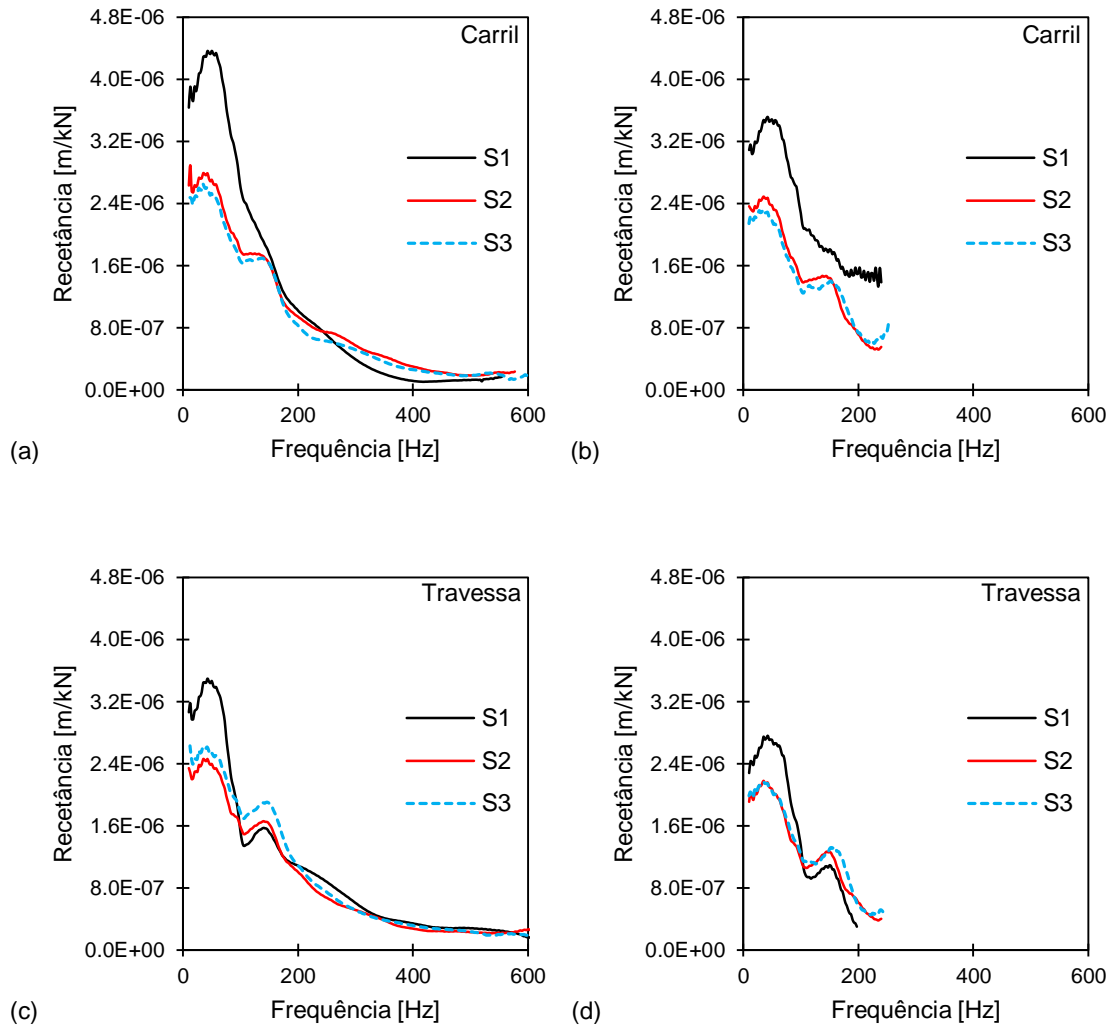 4.8E-06
4.0E-06
3.2E-06
2.4E-06
1.6E-06
8.0E-07
0.0E+00
Recetância [m/kN]
Carril
S1
S2
S3
0 200 400 600
Frequência [Hz]
(a)
4.8E-06
4.0E-06
3.2E-06
2.4E-06
1.6E-06
8.0E-07
0.0E+00
Recetância [m/kN]
Carril
S1
S2
S3
0 200 400 600
Frequência [Hz]
(b)
4.8E-06
4.0E-06
3.2E-06
2.4E-06
1.6E-06
8.0E-07
0.0E+00
Recetância [m/kN]
Travessa
S1
S2
S3
0 200 400 600
Frequência [Hz]
(c)
4.8E-06
4.0E-06
3.2E-06
2.4E-06
1.6E-06
8.0E-07
0.0E+00
Recetância [m/kN]
Travessa
S1
S2
S3
0 200 400 600
Frequência [Hz]
(d)